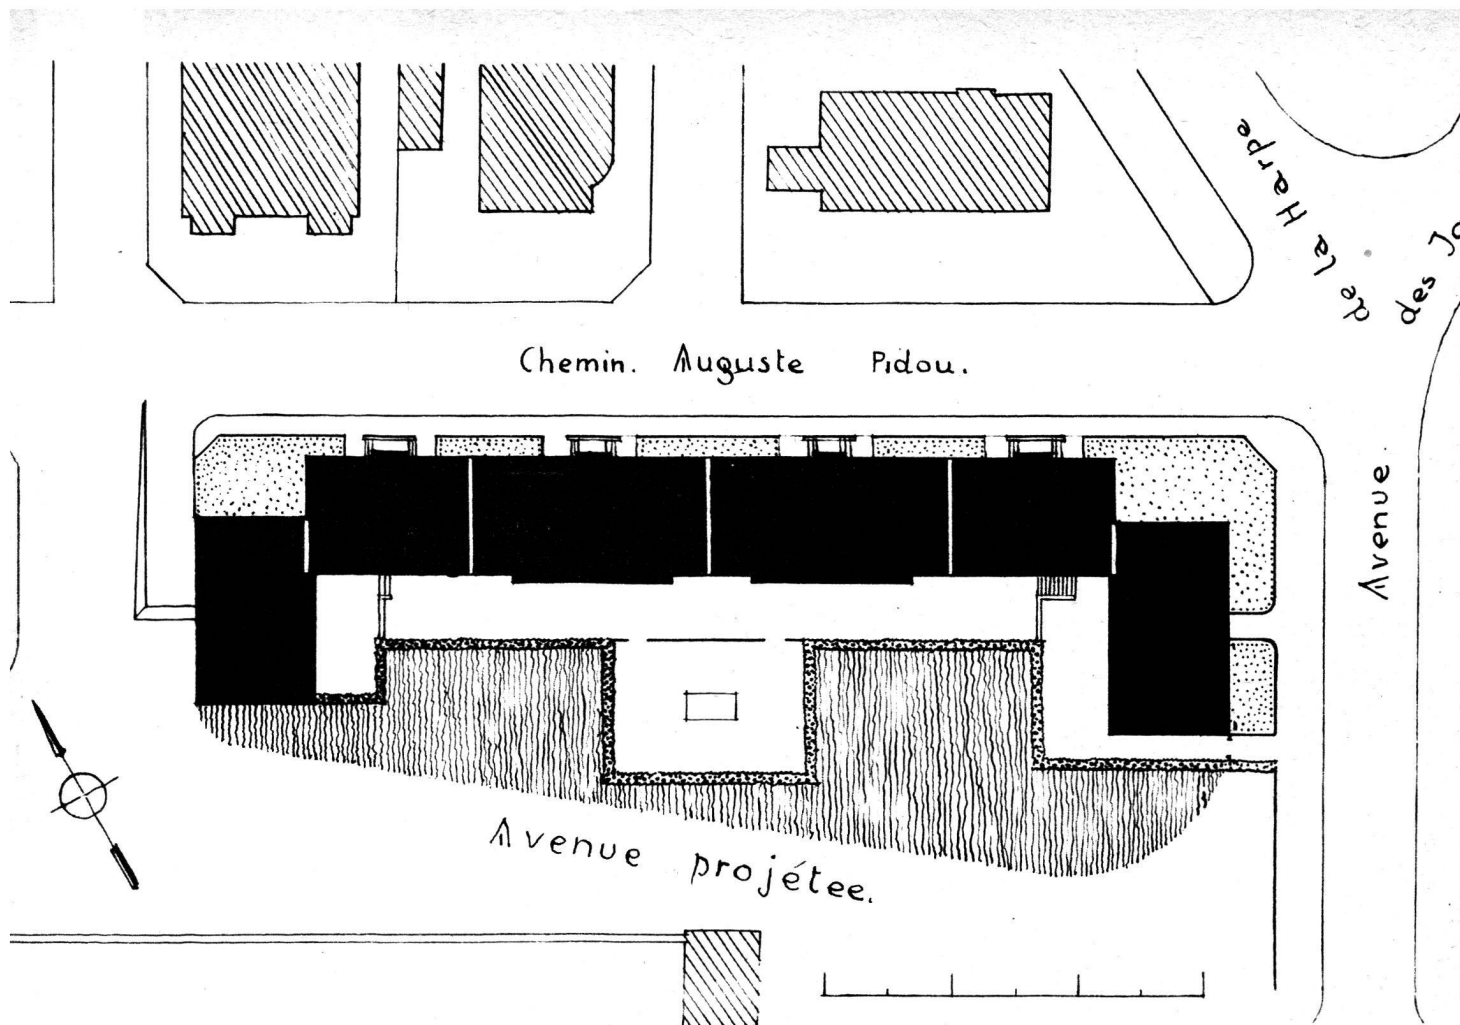 de la Harpe
des Jo
Chemin. Auguste Pidou.
Avenue.
Avenue projétee.